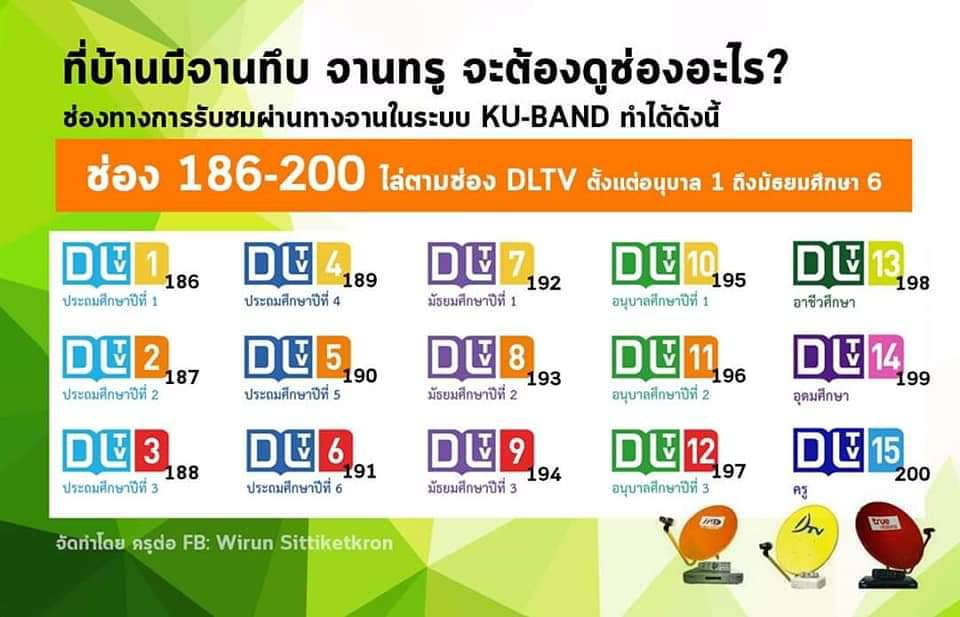 ที่บ้านมีจานทึบ จานทรู จะต้องดูช่องอะไร?
ช่องทางการรับชมผ่านทางจานในระบบ KU-BAND ทำได้ดังนี้
ช่อง 186-200 ไล่ตามช่อง DLTV ตั้งแต่อนุบาล 1 ถึงมัธยมศึกษา 6
DLTV 1 186
ประถมศึกษาปีที่ 1
DLTV 4 189
ประถมศึกษาปีที่ 4
DLTV 7 192
มัธยมศึกษาปีที่ 1
DLTV 10 195
อนุบาลศึกษาปีที่ 1
DLTV 13 198
อาชีวศึกษา
DLTV 2 187
ประถมศึกษาปีที่ 2
DLTV 5 190
ประถมศึกษาปีที่ 5
DLTV 8 193
มัธยมศึกษาปีที่ 2
DLTV 11 196
อนุบาลศึกษาปีที่ 2
DLTV 14 199
อุดมศึกษา
DLTV 3 188
ประถมศึกษาปีที่ 3
DLTV 6 191
ประถมศึกษาปีที่ 6
DLTV 9 194
มัธยมศึกษาปีที่ 3
DLTV 12 197
อนุบาลศึกษาปีที่ 3
DLTV 15 200
ครู
จัดทำโดย ครูต่อ FB: Wirun Sittiketkron
DTV
true